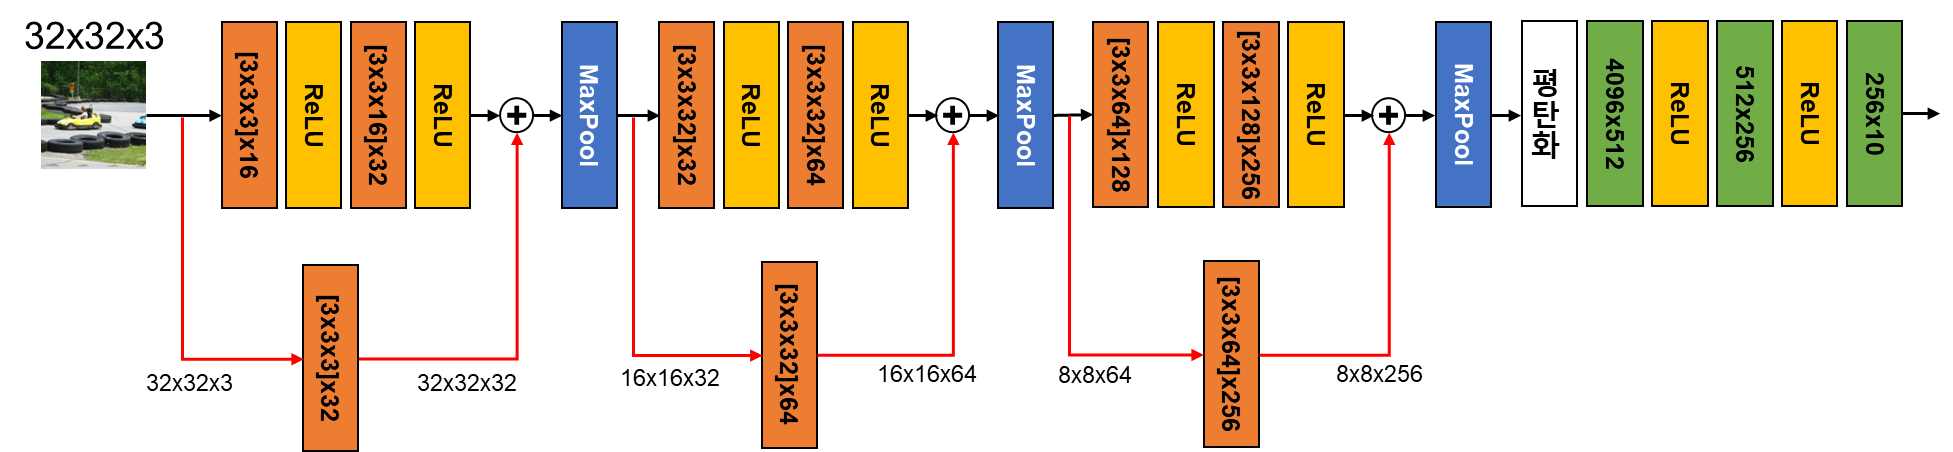 32x32x3
[3x3x3]x16
ReLU
[3x3x16]x32
ReLU
+
MaxPool
[3x3x32]x32
ReLU
[3x3x32]x64
ReLU
+
MaxPool
[3x3x64]x128
ReLU
[3x3x128]x256
ReLU
+
MaxPool
평탄화
4096x512
ReLU
512x256
ReLU
256x10
[3x3x3]x32
[3x3x32]x64
[3x3x64]x256
32x32x3
32x32x32
16x16x32
16x16x64
8x8x64
8x8x256